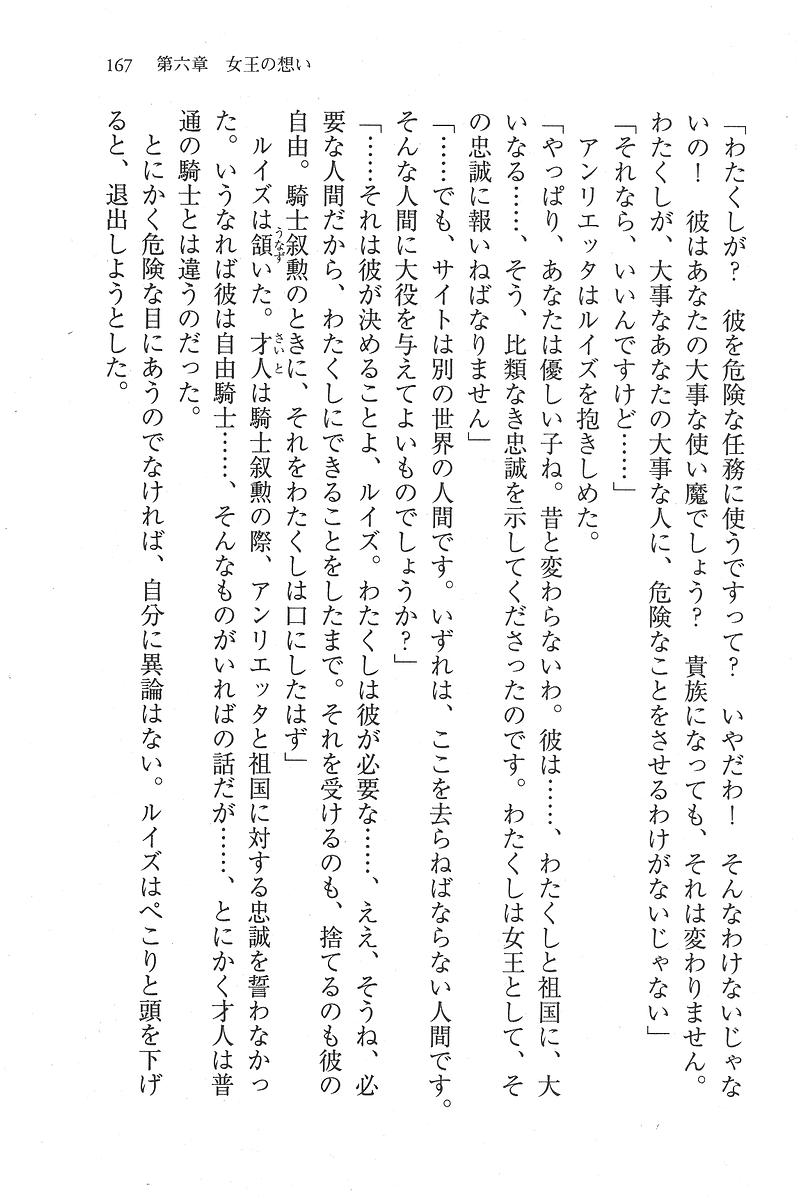 167　第六章　女王の想い
「わたくしが？　彼を危険な任務に使うですって？　いやだわ！　そんなわけないじゃな
いの！　彼はあなたの大事な使い魔でしょう？　貴族になっても、それは変わりません。
わたくしが、大事なあなたの大事な人に、危険なことをさせるわけがないじゃない」
「それなら、いいんですけど……」
　アンリエッタはルイズを抱きしめた。
「やっぱり、あなたは優しい子ね。昔と変わらないわ。彼は……、わたくしと祖国に、大
いなる……、そう、比類なき忠誠を示してくださったのです。わたくしは女王として、そ
の忠誠に報いねばなりません」
「……でも、サイトは別の世界の人間です。いずれは、ここを去らねばならない人間です。
そんな人間に大役を与えてよいものでしょうか？」
「……それは彼が決めることよ、ルイズ。わたくしは彼が必要な……、ええ、そうね、必
要な人間だから、わたくしにできることをしたまで。それを受けるのも、捨てるのも彼の
自由。騎士叙勲のときに、それをわたくしは口にしたはず」
　ルイズは頷いた。才人は騎士叙勲の際、アンリエッタと祖国に対する忠誠を誓わなかっ
た。いうなれば彼は自由騎士……、そんなものがいればの話だが……、とにかく才人は普
通の騎士とは違うのだった。
　とにかく危険な目にあうのでなければ、自分に異論はない。ルイズはぺこりと頭を下げ
ると、退出しようとした。